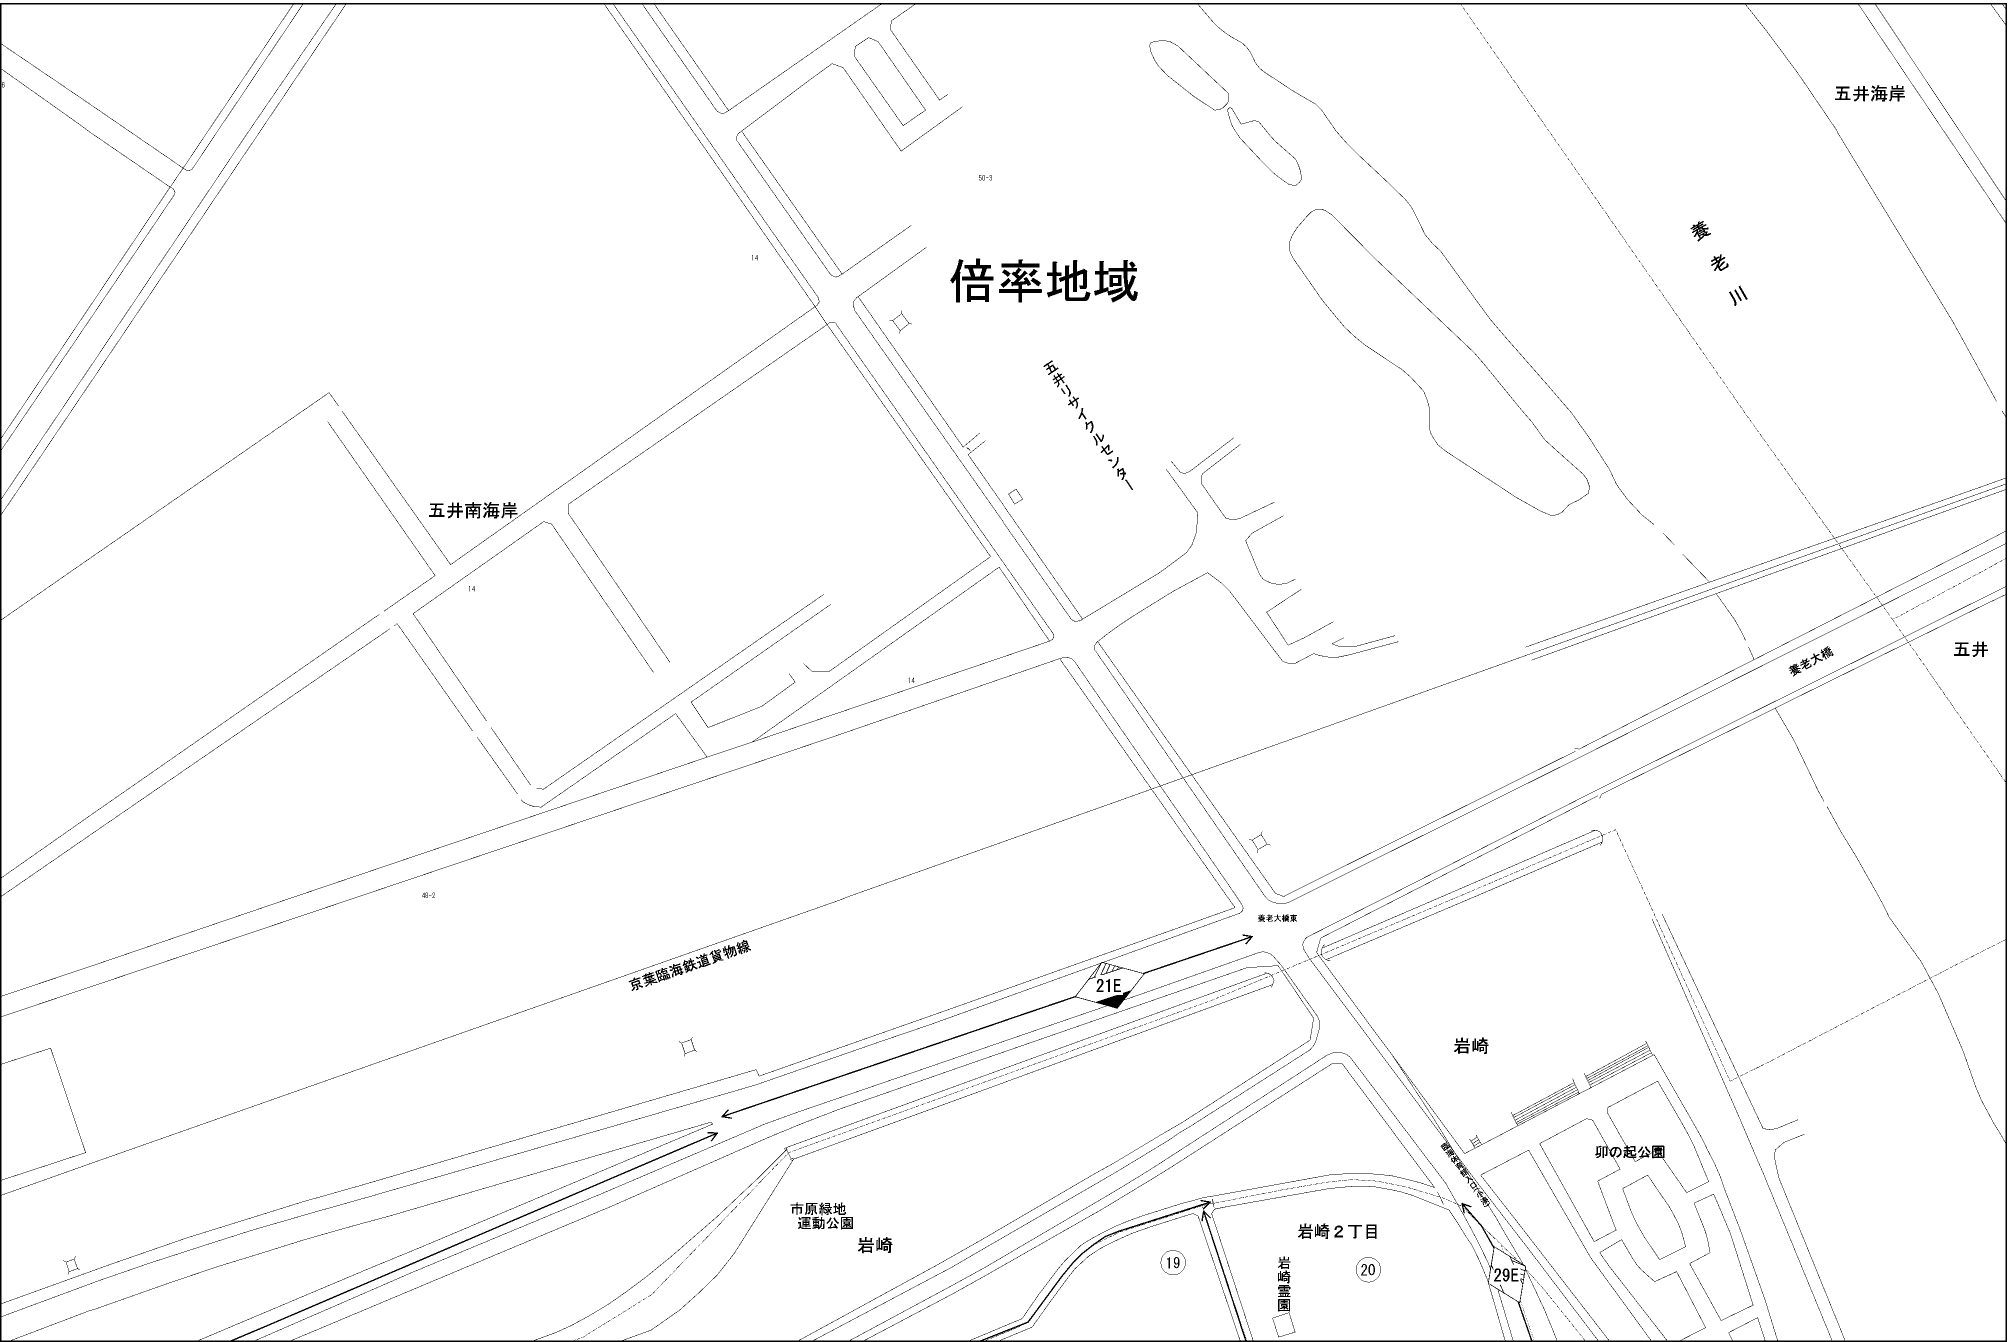 6
五井海岸
50-3
養老川
14
倍率地域
五井リサイクルセンター
五井南海岸
14
五井
養老大橋
14
48-2
養老大橋東
京葉臨海鉄道貨物線
21E
岩崎
卯の起公園
市原緑地
運動公園
岩崎
岩崎２丁目
19
20
岩崎霊園
29E